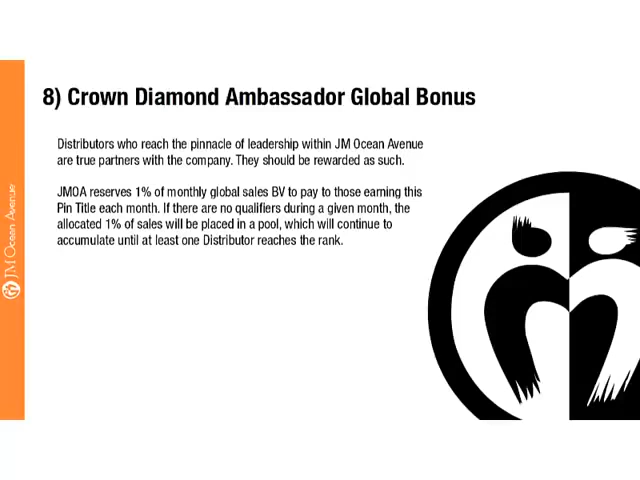 8) Crown Diamond Ambassador Global Bonus
Distributors who reach the pinnacle of leadership within JM Ocean Avenue
are true partners with the company. They should be rewarded as such.
JMOA reserves 1% of monthly global sales BV to pay to those earning this
Pin Title each month. If there are no qualifiers during a given month, the
allocated 1% of sales will be placed in a pool, which will continue to
accumulate until at least one Distributor reaches the rank.
JM Ocean Avenue